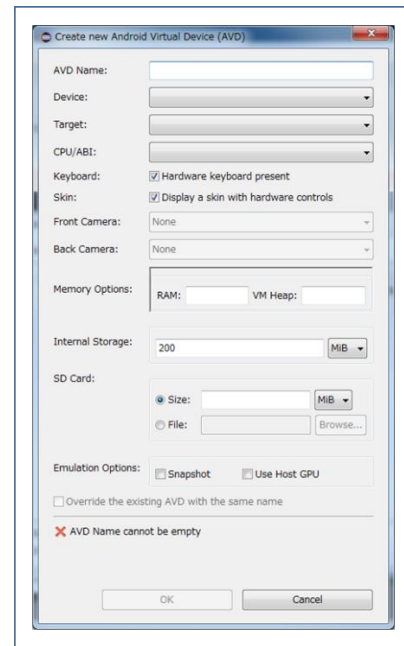 Create new Android Virtual Device (AVD)
AVD Name:
Device:
Target:
CPU/ABI:
Keyboard: Hardware keyboard present
Skin: Display a skin with hardware controls
Front Camera: None
Back Camera: None
Memory Options: RAM: VM Heap:
Internal Storage: 200 MiB
SD Card:
Size: MiB
File: Browse...
Emulation Options: Snapshot Use Host GPU
Override the existing AVD with the same name
AVD Name cannot be empty
OK Cancel